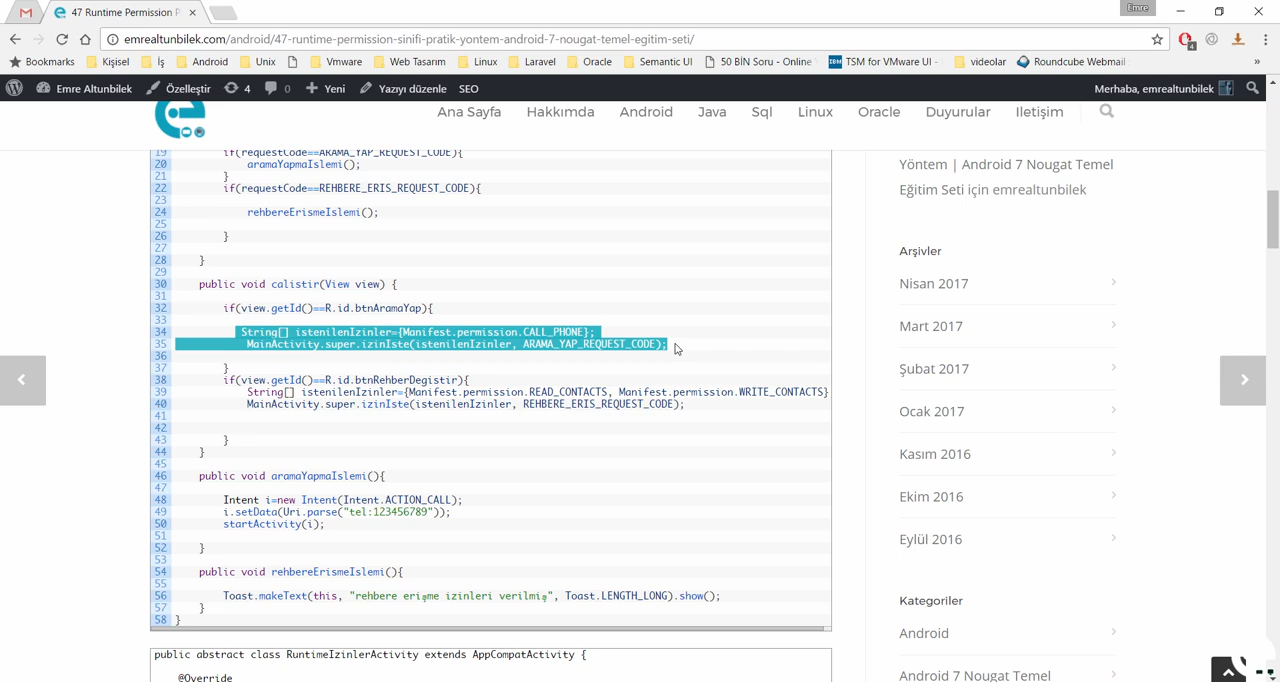 47 Runtime Permission P
Emre
emrealtunbilek.com/android/47-runtime-permission-sinifi-pratik-yontem-android-7-nougat-temel-egitim-seti/
4
Bookmarks Kişisel İş Android Unix Vmware Web Tasarım Linux Laravel Oracle Semantic UI 50 BİN Soru - Online TSM for VMware UI - videolar Roundcube Webmail »
Emre Altunbilek Özelleştir 4 0 Yeni Yazıyı düzenle SEO Merhaba, emrealtunbilek
Ana Sayfa Hakkımda Android Java Sql Linux Oracle Duyurular Iletişim
19 if(requestCode==ARAMA_YAP_REQUEST_CODE){
20 aramaYapmaIslemi();
21 }
22 if(requestCode==REHBERE_ERIS_REQUEST_CODE){
23
24 rehbereErismeIslemi();
25
26 }
27
28 }
29
30 public void calistir(View view) {
31
32 if(view.getId()==R.id.btnAramaYap){
33
34 String[] istenilenIzinler={Manifest.permission.CALL_PHONE};
35 MainActivity.super.izinIste(istenilenIzinler, ARAMA_YAP_REQUEST_CODE);
36
37 }
38 if(view.getId()==R.id.btnRehberDegistir){
39 String[] istenilenIzinler={Manifest.permission.READ_CONTACTS, Manifest.permission.WRITE_CONTACTS}
40 MainActivity.super.izinIste(istenilenIzinler, REHBERE_ERIS_REQUEST_CODE);
41
42
43 }
44 }
45
46 public void aramaYapmaIslemi(){
47
48 Intent i=new Intent(Intent.ACTION_CALL);
49 i.setData(Uri.parse("tel:123456789"));
50 startActivity(i);
51
52 }
53
54 public void rehbereErismeIslemi(){
55
56 Toast.makeText(this, "rehbere erişme izinleri verilmiş", Toast.LENGTH_LONG).show();
57 }
58 }
public abstract class RuntimeIzinlerActivity extends AppCompatActivity {
@Override
Yöntem | Android 7 Nougat Temel
Eğitim Seti için emrealtunbilek
Arşivler
Nisan 2017
Mart 2017
Şubat 2017
Ocak 2017
Kasım 2016
Ekim 2016
Eylül 2016
Kategoriler
Android
Android 7 Nougat Temel